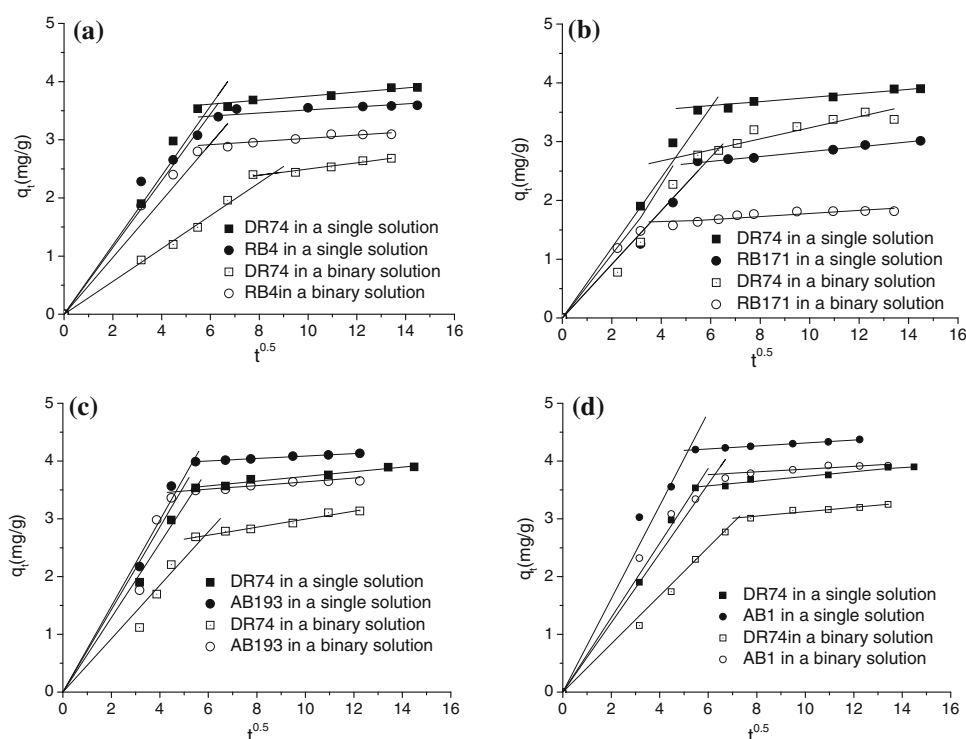 (a)
5
4
3
2
1
0
q_t(mg/g)
DR74 in a single solution
RB4 in a single solution
DR74 in a binary solution
RB4in a binary solution
0 2 4 6 8 10 12 14 16
t^0.5
(b)
5
4
3
2
1
0
q_t(mg/g)
DR74 in a single solution
RB171 in a single solution
DR74 in a binary solution
RB171 in a binary solution
0 2 4 6 8 10 12 14 16
t^0.5
(c)
5
4
3
2
1
0
q_t(mg/g)
DR74 in a single solution
AB193 in a single solution
DR74 in a binary solution
AB193 in a binary solution
0 2 4 6 8 10 12 14 16
t^0.5
(d)
5
4
3
2
1
0
q_t(mg/g)
DR74 in a single solution
AB1 in a single solution
DR74in a binary solution
AB1 in a binary solution
0 2 4 6 8 10 12 14 16
t^0.5